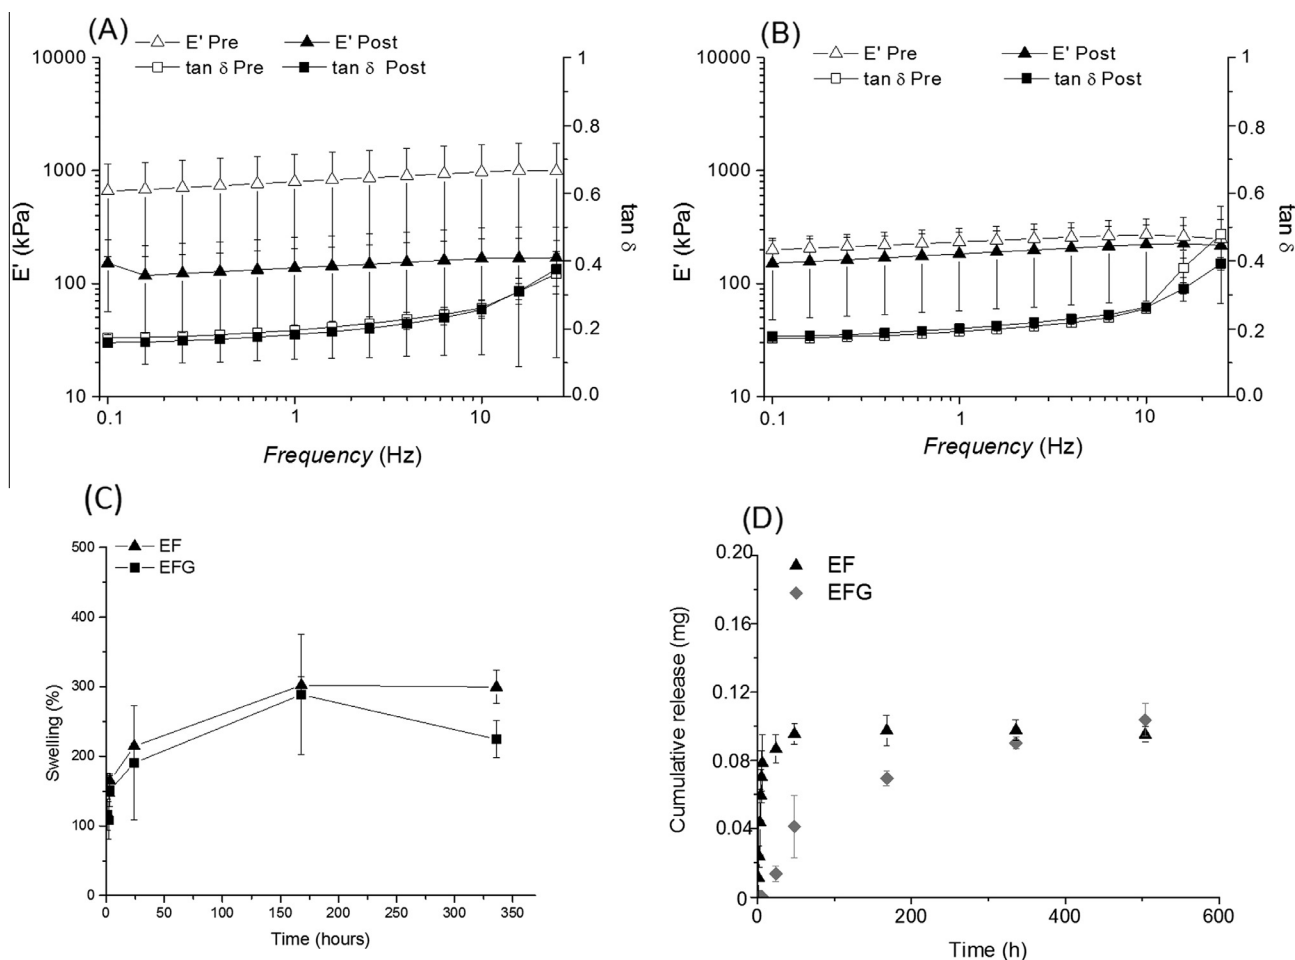 (A)
E' Pre
E' Post
tan δ Pre
tan δ Post
10000
1000
100
10
E' (kPa)
1
0.8
0.6
0.4
0.2
0.0
tan δ
0.1
1
10
Frequency (Hz)
(B)
E' Pre
E' Post
tan δ Pre
tan δ Post
10000
1000
100
10
E' (kPa)
1
0.8
0.6
0.4
0.2
0.0
tan δ
0.1
1
10
Frequency (Hz)
(C)
EF
EFG
500
400
300
200
100
0
Swelling (%)
0
50
100
150
200
250
300
350
Time (hours)
(D)
EF
EFG
0.20
0.16
0.12
0.08
0.04
0
Cumulative release (mg)
0
200
400
600
Time (h)